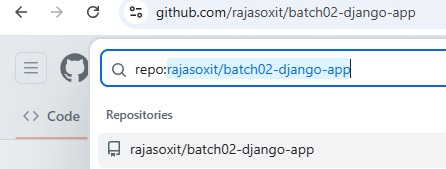 github.com/rajasoxit/batch02-django-app
repo:rajasoxit/batch02-django-app
Code
Repositories
rajasoxit/batch02-django-app